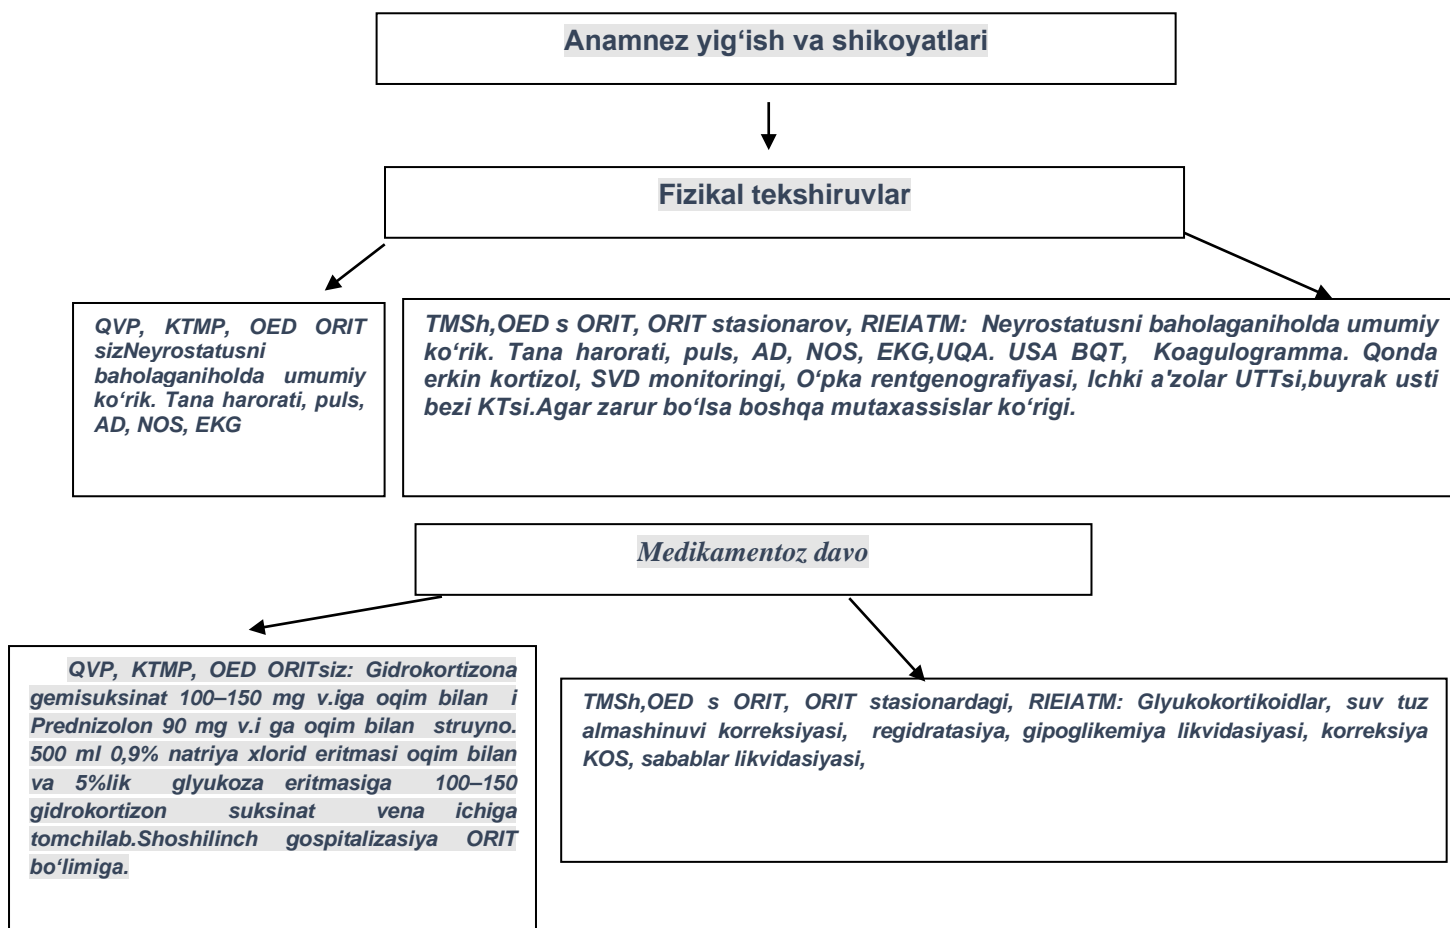 Anamnez yig‘ish va shikoyatlari
Fizikal tekshiruvlar
QVP, KTMP, OED ORIT
sizNeyrostatusni
baholaganiholda umumiy
ko‘rik. Tana harorati, puls,
AD, NOS, EKG
TMSh,OED s ORIT, ORIT stasionarov, RIEIATM: Neyrostatusni baholaganiholda umumiy
ko‘rik. Tana harorati, puls, AD, NOS, EKG,UQA. USA BQT, Koagulogramma. Qonda
erkin kortizol, SVD monitoringi, O‘pka rentgenografiyasi, Ichki a'zolar UTTsi,buyrak usti
bezi KTsi.Agar zarur bo‘lsa boshqa mutaxassislar ko‘rigi.
Medikamentoz davo
QVP, KTMP, OED ORITsiz: Gidrokortizona
gemisuksinat 100–150 mg v.iga oqim bilan i
Prednizolon 90 mg v.i ga oqim bilan struyno.
500 ml 0,9% natriya xlorid eritmasi oqim bilan
va 5%lik glyukoza eritmasiga 100–150
gidrokortizon suksinat vena ichiga
tomchilab.Shoshilinch gospitalizasiya ORIT
bo‘limiga.
TMSh,OED s ORIT, ORIT stasionardagi, RIEIATM: Glyukokortikoidlar, suv tuz
almashinuvi korreksiyasi, regidratasiya, gipoglikemiya likvidasiyasi, korreksiya
KOS, sabablar likvidasiyasi,